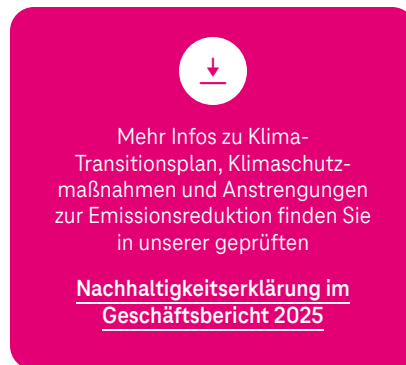 Mehr Infos zu Klima-
Transitionsplan, Klimaschutz-
maßnahmen und Anstrengungen
zur Emissionsreduktion finden Sie
in unserer geprüften
Nachhaltigkeitserklärung im
Geschäftsbericht 2025